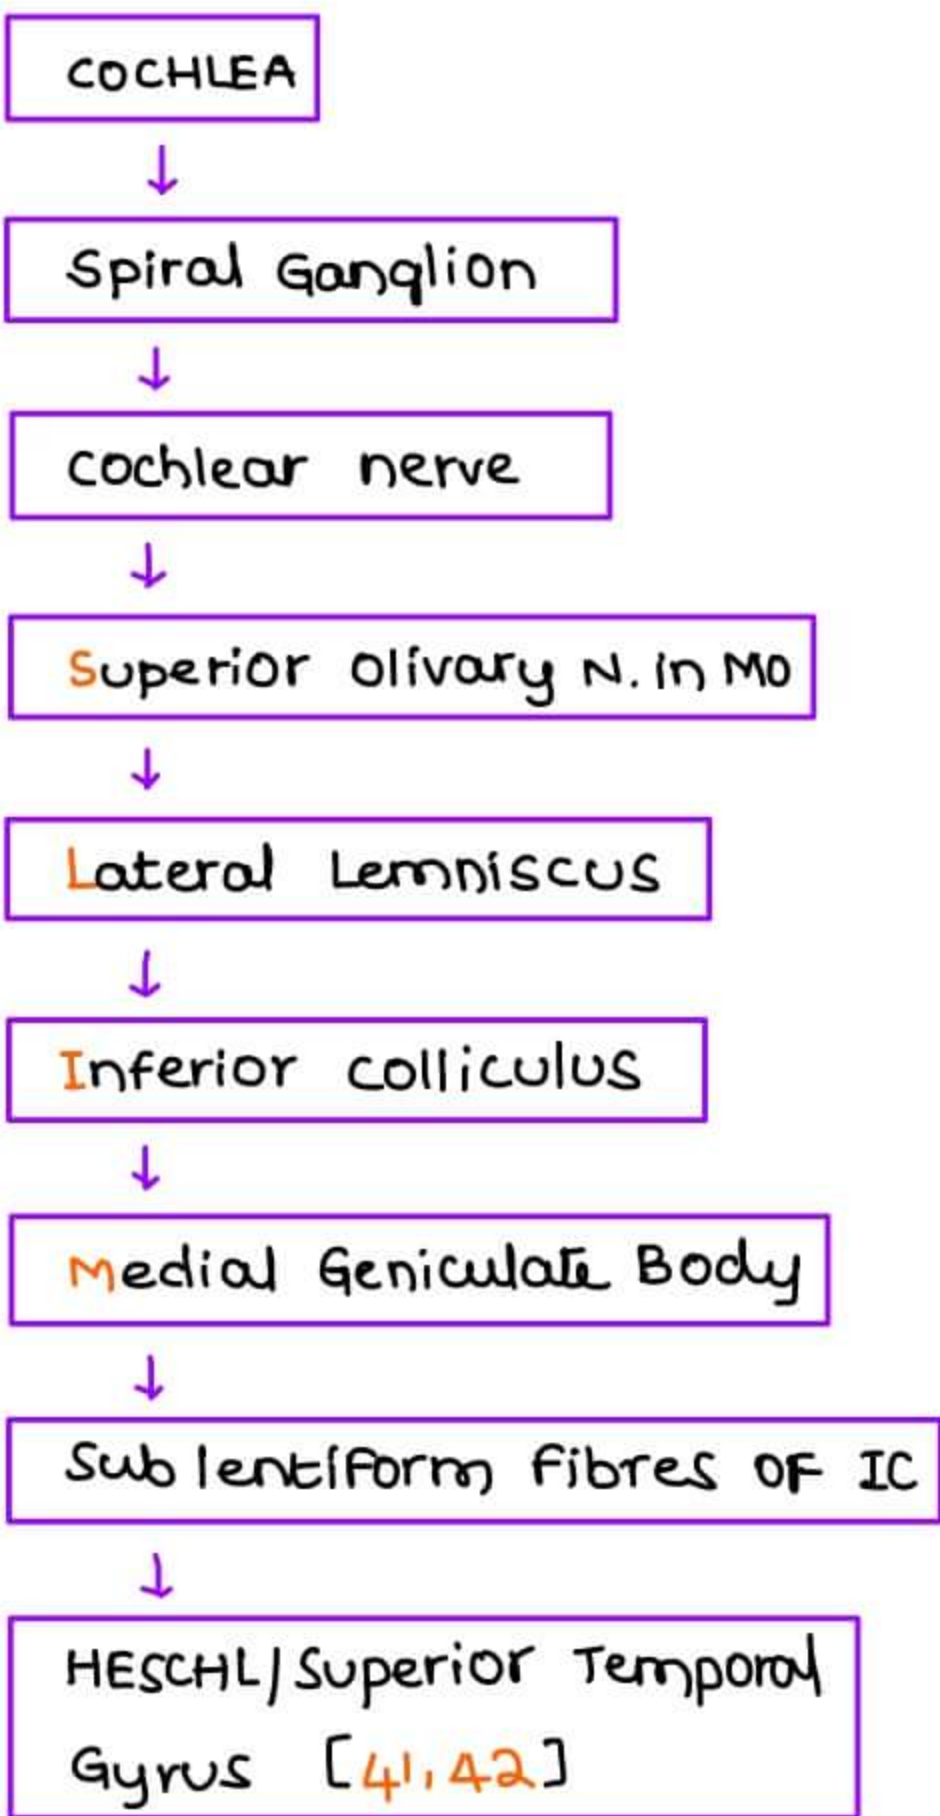 COCHLEA
↓
Spiral Ganglion
↓
cochlear nerve
↓
Superior olivary N. in MO
↓
Lateral Lemniscus
↓
Inferior colliculus
↓
Medial Geniculate Body
↓
Sub lentiform fibres OF IC
↓
HESCHL/Superior Temporal
Gyrus [41, 42]